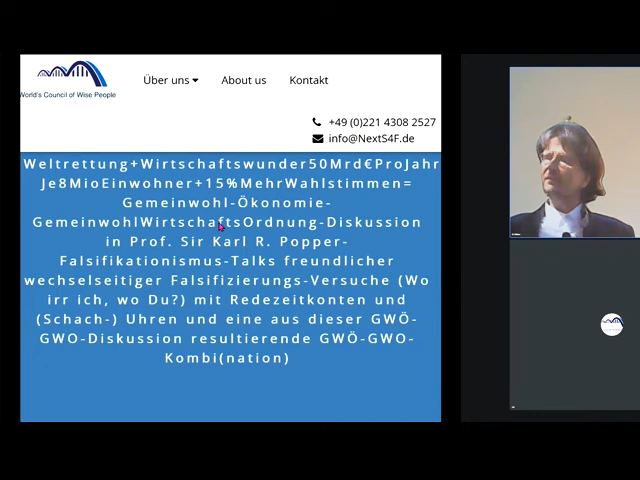 World's Council of Wise People
Über uns
About us
Kontakt
+49 (0)221 4308 2527
info@NextS4F.de
Weltrettung+Wirtschaftswunder50Mrd€ProJahr
Je8MioEinwohner+15%MehrWahlstimmen=
Gemeinwohl-Ökonomie-
GemeinwohlWirtschaftsOrdnung-Diskussion
in Prof. Sir Karl R. Popper-
Falsifikationismus-Talks freundlicher
wechselseitiger Falsifizierungs-Versuche (Wo
irr ich, wo Du?) mit Redezeitkonten und
(Schach-) Uhren und eine aus dieser GWÖ-
GWO-Diskussion resultierende GWÖ-GWO-
Kombi(nation)